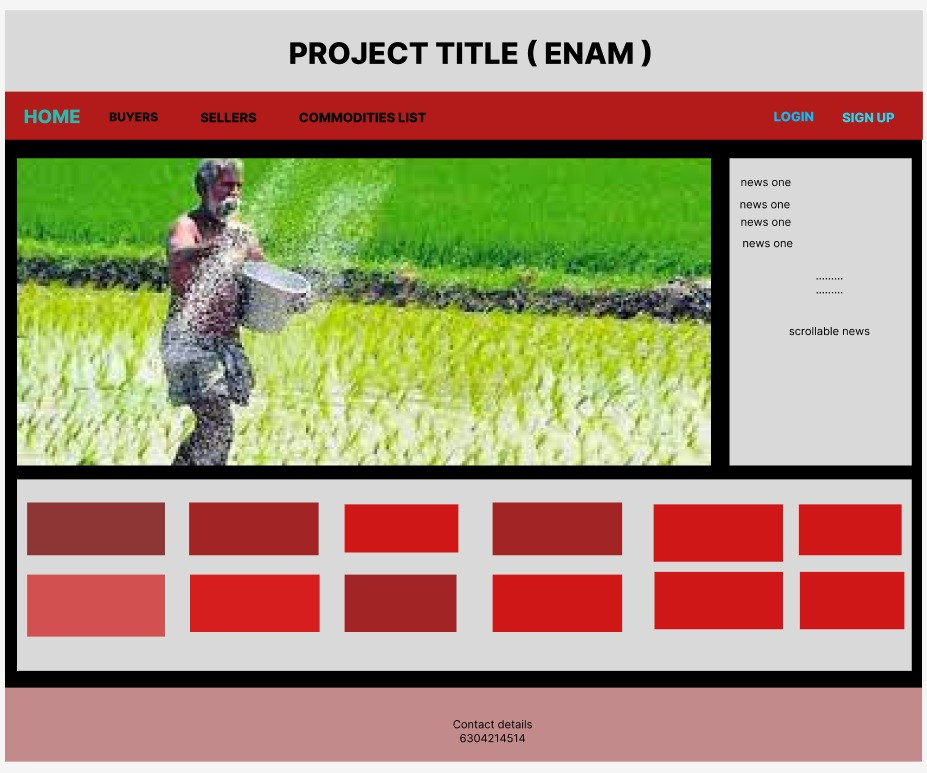 PROJECT TITLE ( ENAM )
HOME BUYERS SELLERS COMMODITIES LIST LOGIN SIGN UP
news one
news one
news one
news one
.........
.........
scrollable news
Contact details
6304214514